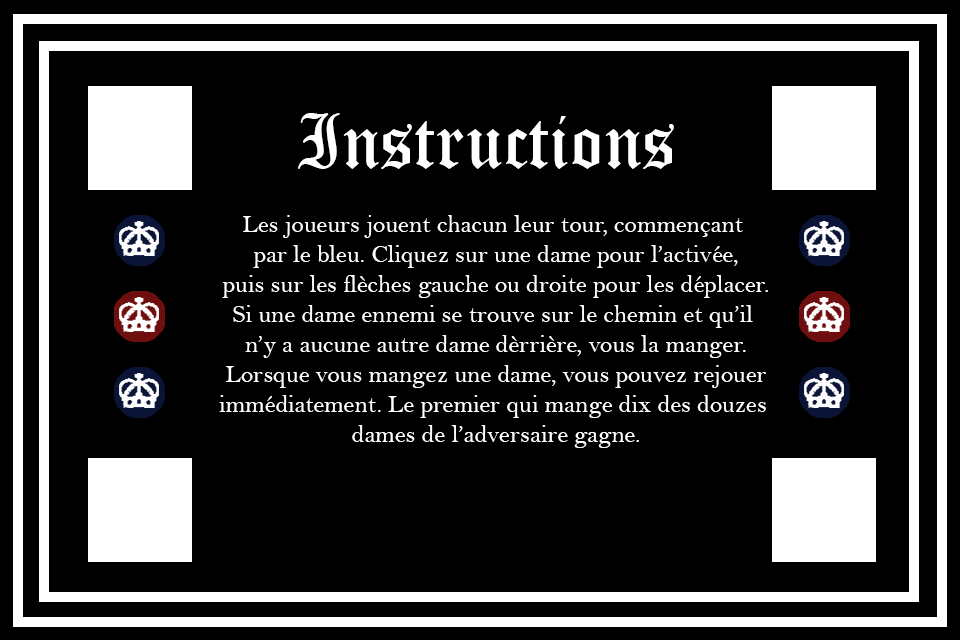 Instructions
Les joueurs jouent chacun leur tour, commençant
par le bleu. Cliquez sur une dame pour l’activée,
puis sur les flèches gauche ou droite pour les déplacer.
Si une dame ennemi se trouve sur le chemin et qu’il
n’y a aucune autre dame dèrrière, vous la manger.
Lorsque vous mangez une dame, vous pouvez rejouer
immédiatement. Le premier qui mange dix des douzes
dames de l’adversaire gagne.